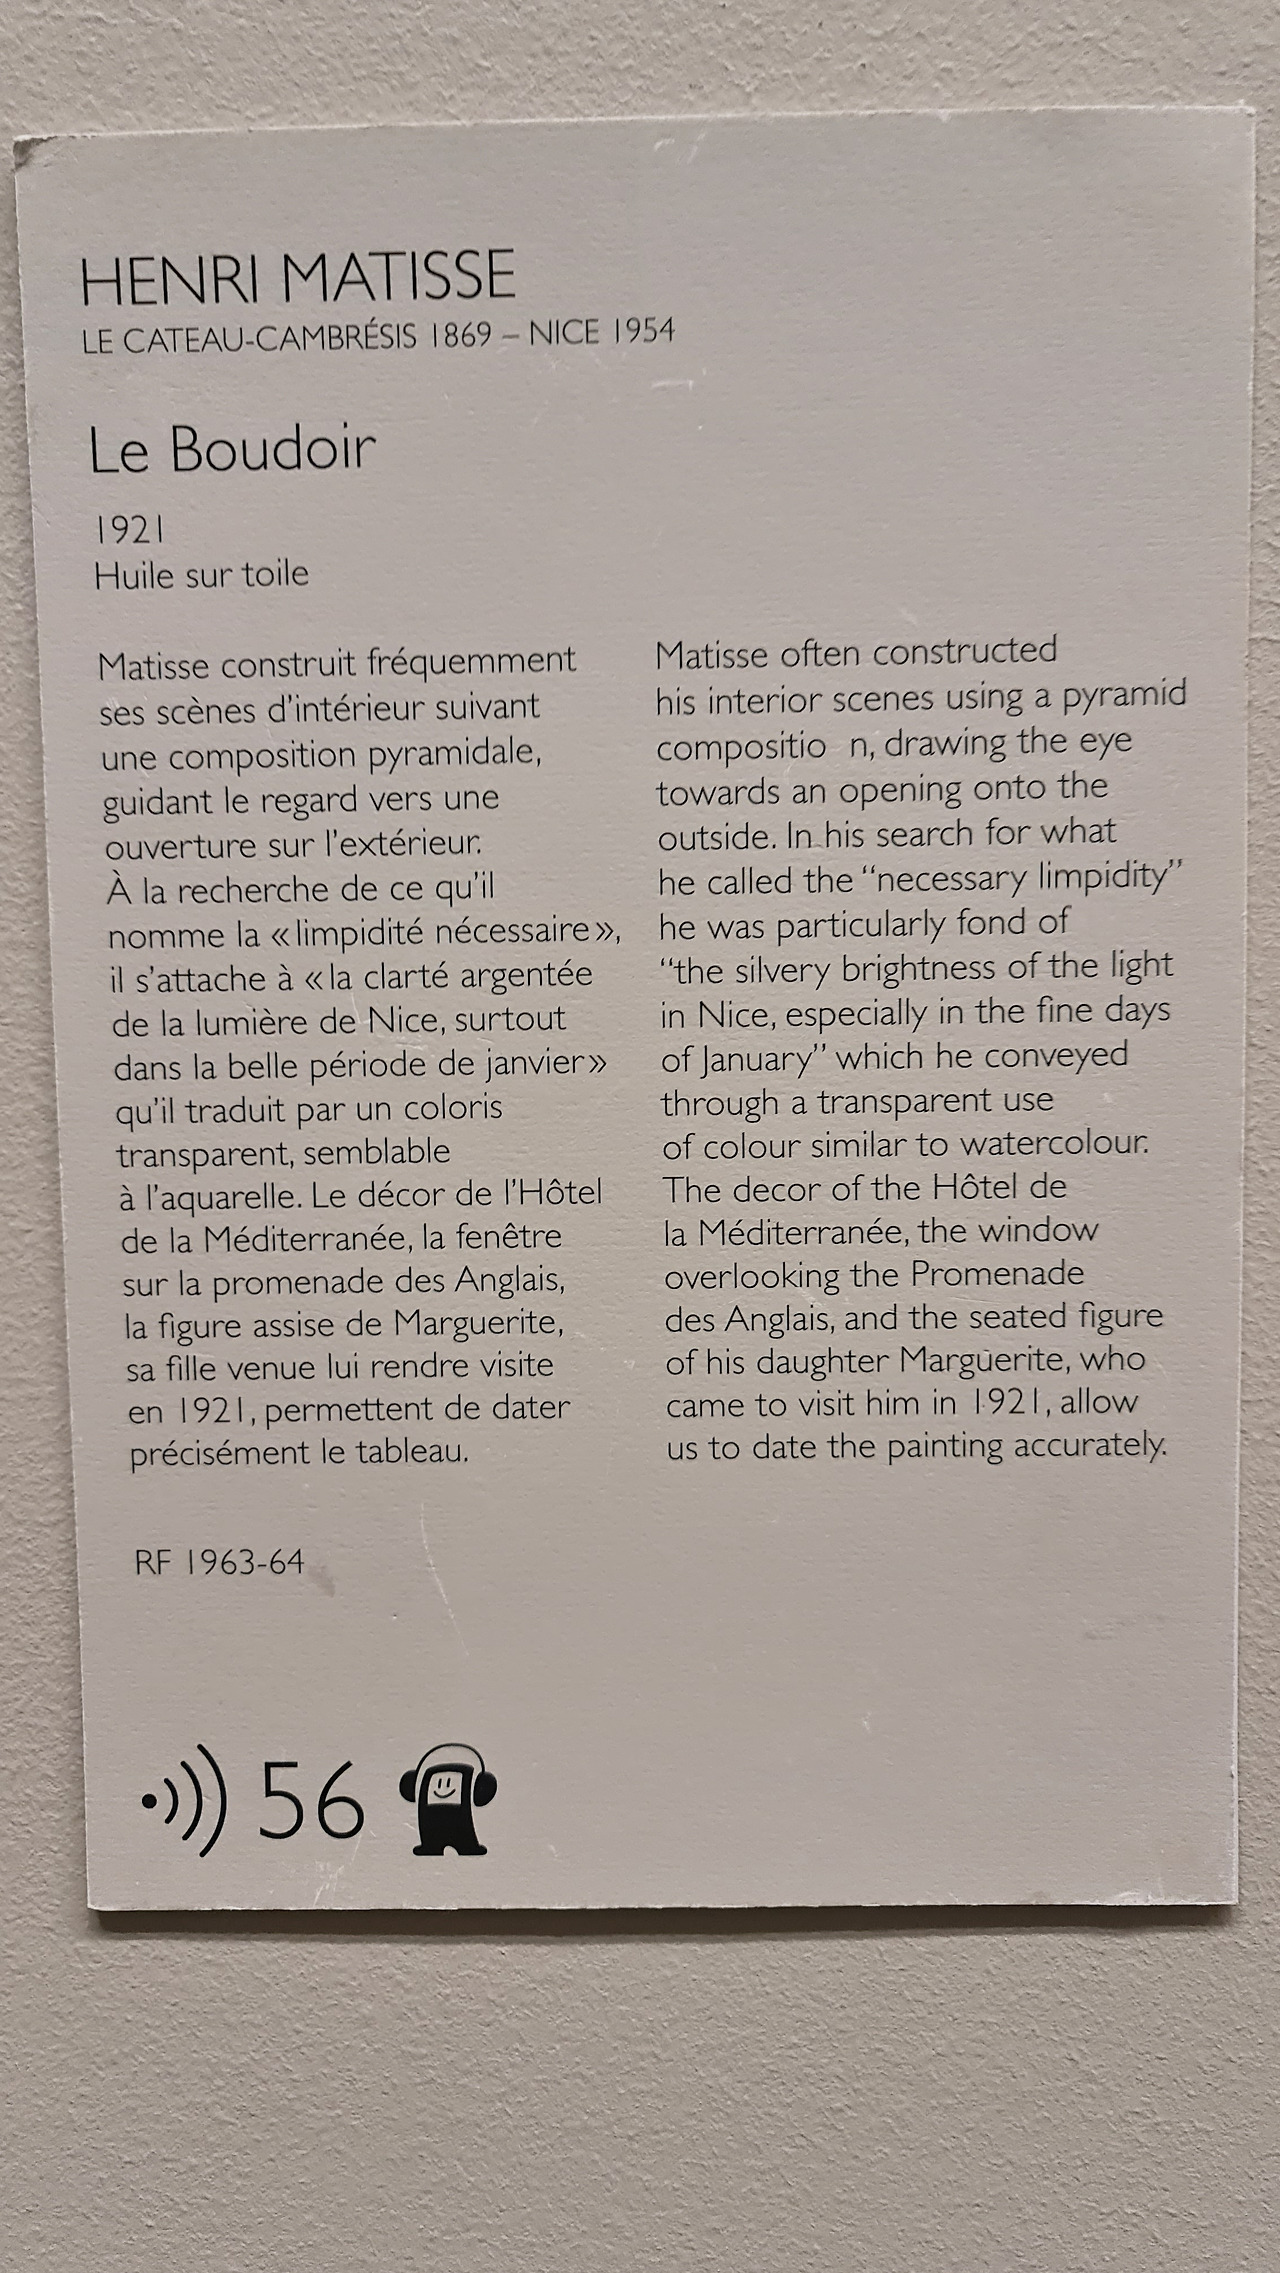 HENRI MATISSE
LE CATEAU-CAMBRÉSIS 1869 – NICE 1954
Le Boudoir
1921
Huile sur toile
Matisse construit fréquemment
ses scènes d'intérieur suivant
une composition pyramidale,
guidant le regard vers une
ouverture sur l'extérieur.
À la recherche de ce qu'il
nomme la « limpidité nécessaire »,
il s'attache à « la clarté argentée
de la lumière de Nice, surtout
dans la belle période de janvier »
qu'il traduit par un coloris
transparent, semblable
à l'aquarelle. Le décor de l'Hôtel
de la Méditerranée, la fenêtre
sur la promenade des Anglais,
la figure assise de Marguerite,
sa fille venue lui rendre visite
en 1921, permettent de dater
précisément le tableau.
Matisse often constructed
his interior scenes using a pyramid
compositio n, drawing the eye
towards an opening onto the
outside. In his search for what
he called the “necessary limpidity”
he was particularly fond of
“the silvery brightness of the light
in Nice, especially in the fine days
of January” which he conveyed
through a transparent use
of colour similar to watercolour.
The decor of the Hôtel de
la Méditerranée, the window
overlooking the Promenade
des Anglais, and the seated figure
of his daughter Marguerite, who
came to visit him in 1921, allow
us to date the painting accurately.
RF 1963-64
56